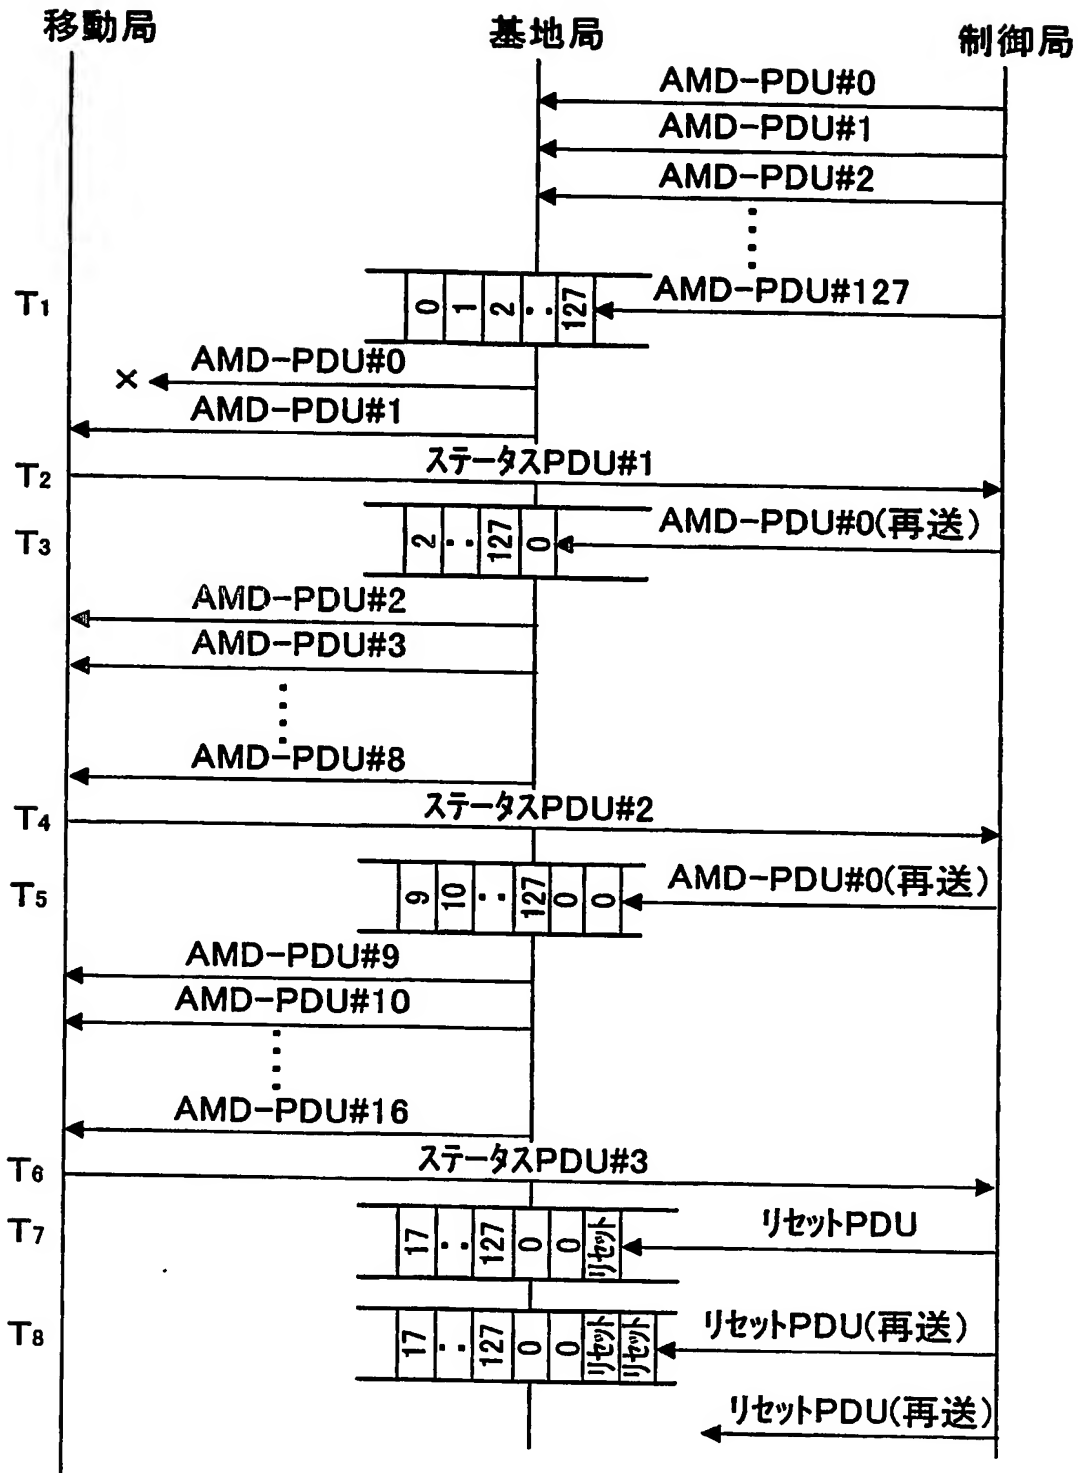 移動局 基地局 制御局
AMD-PDU#0
AMD-PDU#1
AMD-PDU#2
T1 0 1 2 ・・ 127 AMD-PDU#127
× AMD-PDU#0
AMD-PDU#1
T2 ステータスPDU#1
T3 2 ・・ 127 0 AMD-PDU#0(再送)
AMD-PDU#2
AMD-PDU#3
AMD-PDU#8
T4 ステータスPDU#2
T5 9 10 ・・ 127 0 0 AMD-PDU#0(再送)
AMD-PDU#9
AMD-PDU#10
AMD-PDU#16
T6 ステータスPDU#3
T7 17 ・・ 127 0 0 リセット リセットPDU
T8 17 ・・ 127 0 0 リセット リセット リセットPDU(再送)
リセットPDU(再送)